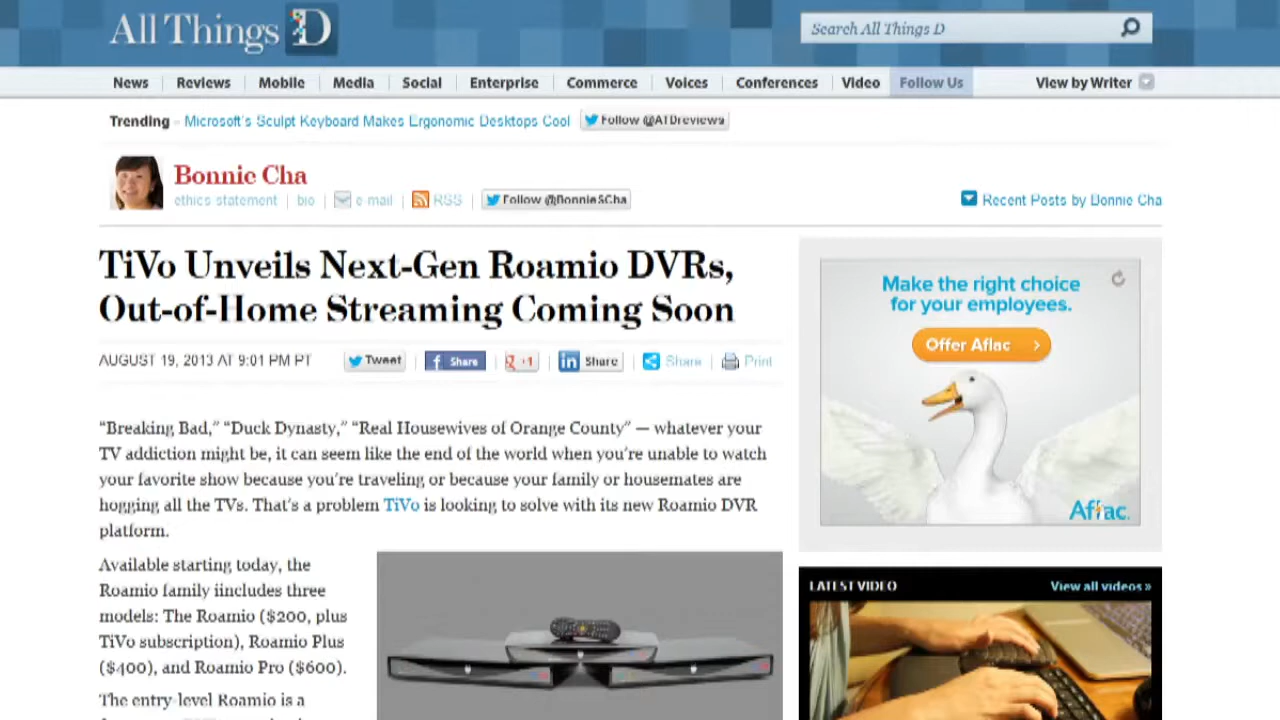 All Things D
Search All Things D
News Reviews Mobile Media Social Enterprise Commerce Voices Conferences Video Follow Us View by Writer
Trending » Microsoft's Sculpt Keyboard Makes Ergonomic Desktops Cool Follow @ATDreviews
Bonnie Cha
ethics statement | bio | e-mail | RSS | Follow @BonnieSCha
Recent Posts by Bonnie Cha
TiVo Unveils Next-Gen Roamio DVRs,
Out-of-Home Streaming Coming Soon
AUGUST 19, 2013 AT 9:01 PM PT Tweet | Share | +1 | Share | Share | Print
“Breaking Bad,” “Duck Dynasty,” “Real Housewives of Orange County” — whatever your
TV addiction might be, it can seem like the end of the world when you’re unable to watch
your favorite show because you’re traveling or because your family or housemates are
hogging all the TVs. That’s a problem TiVo is looking to solve with its new Roamio DVR
platform.
Available starting today, the
Roamio family iincludes three
models: The Roamio ($200, plus
TiVo subscription), Roamio Plus
($400), and Roamio Pro ($600).
The entry-level Roamio is a
Make the right choice
for your employees.
Offer Aflac >
Aflac.
LATEST VIDEO View all videos »